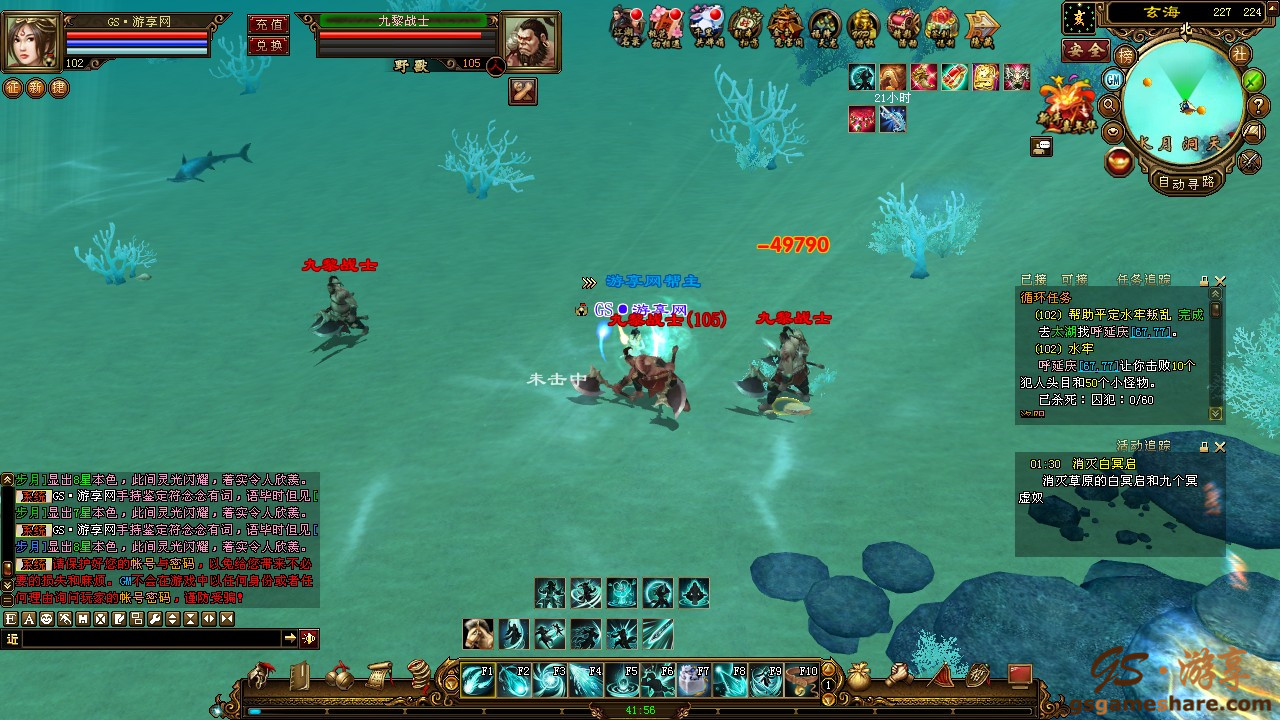 GS·游享网
102
充值
兑换
九黎战士
野兽
105
征 新 建
21小时
玄
玄海
227 224
北
安全
榜
社
GM
长月洞天
自动寻路
-49790
九黎战士
游享网帮主
GS
游享网
九黎战士(105)
九黎战士
未击中
已接 可接 任务追踪
循环任务
(102) 帮助平定水牢叛乱 完成
去太湖找呼延庆[67,77]。
(102) 水牢
呼延庆[67,77]让你击败10个
犯人头目和50个小怪物。
已杀死：囚犯：0/60
活动追踪
01:30 消灭白冥启
消灭草原的白冥启和九个冥
虚奴
步月]显出8星本色，此间灵光闪耀，着实令人欣羡。
系统 GS·游享网手持鉴定符念念有词，语毕时但见[
步月]显出7星本色，此间灵光闪耀，着实令人欣羡。
系统 GS·游享网手持鉴定符念念有词，语毕时但见[
步月]显出8星本色，此间灵光闪耀，着实令人欣羡。
系统 请保护好您的帐号与密码，以免给您带来不必
要的损失和麻烦。GM不会在游戏中以任何身份或者任
何理由询问玩家的帐号密码，谨防受骗！
近
F1 F2 F3 F4 F5 F6 F7 F8 F9 F10
1
41:56
GS·游享
gsgameshare.com